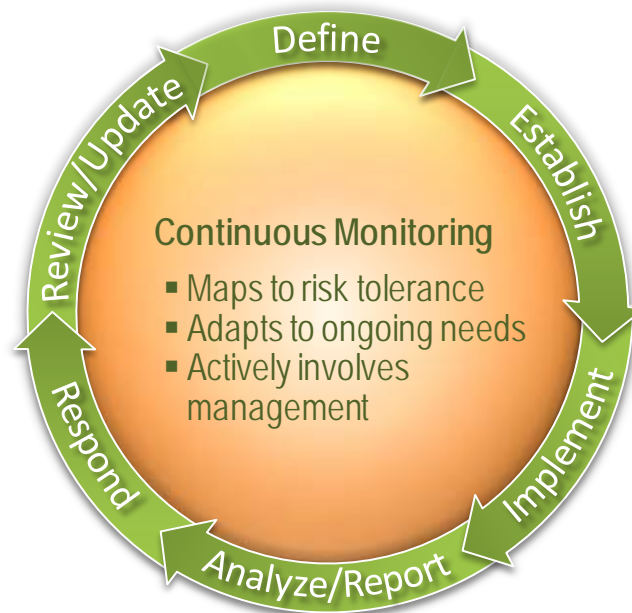 Define
Establish
Implement
Analyze/Report
Respond
Review/Update
Continuous Monitoring
▪ Maps to risk tolerance
▪ Adapts to ongoing needs
▪ Actively involves
management